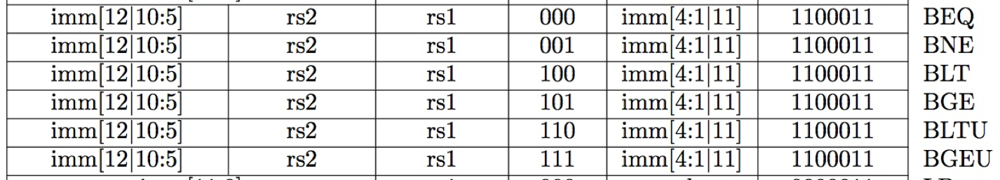 imm[12|10:5] rs2 rs1 000 imm[4:1|11] 1100011 BEQ
imm[12|10:5] rs2 rs1 001 imm[4:1|11] 1100011 BNE
imm[12|10:5] rs2 rs1 100 imm[4:1|11] 1100011 BLT
imm[12|10:5] rs2 rs1 101 imm[4:1|11] 1100011 BGE
imm[12|10:5] rs2 rs1 110 imm[4:1|11] 1100011 BLTU
imm[12|10:5] rs2 rs1 111 imm[4:1|11] 1100011 BGEU